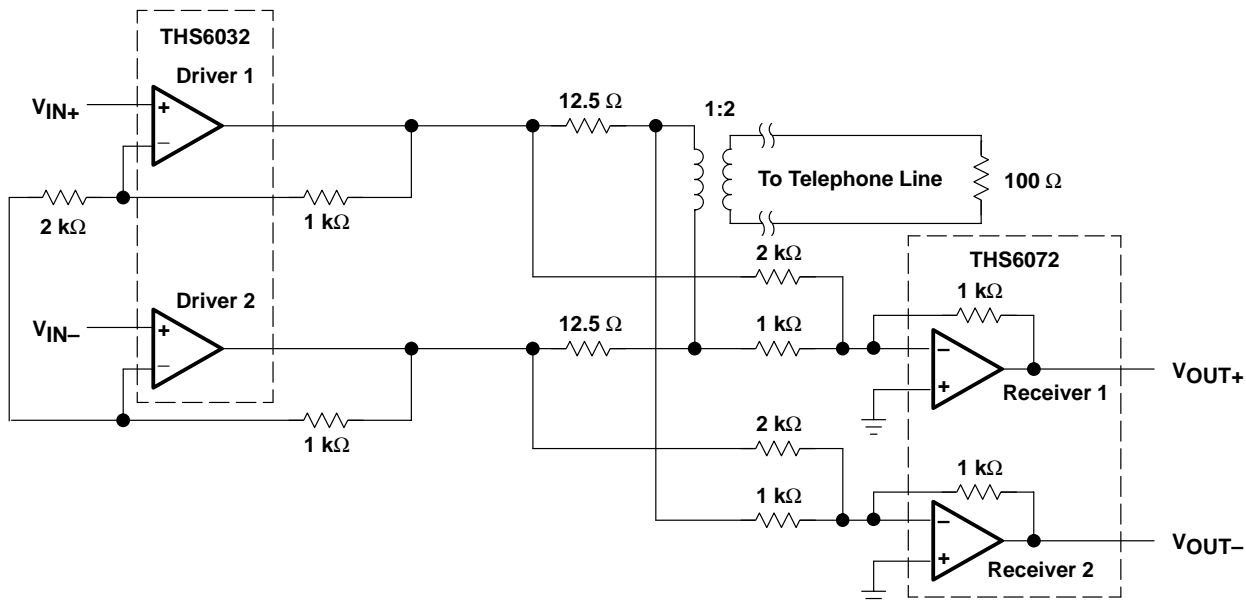 THS6032
Driver 1
VIN+
12.5 Ω
1:2
To Telephone Line
100 Ω
2 kΩ
1 kΩ
2 kΩ
THS6072
Driver 2
VIN–
12.5 Ω
1 kΩ
1 kΩ
Receiver 1
VOUT+
1 kΩ
2 kΩ
1 kΩ
1 kΩ
Receiver 2
VOUT–
+
−
+
−
−
+
−
+